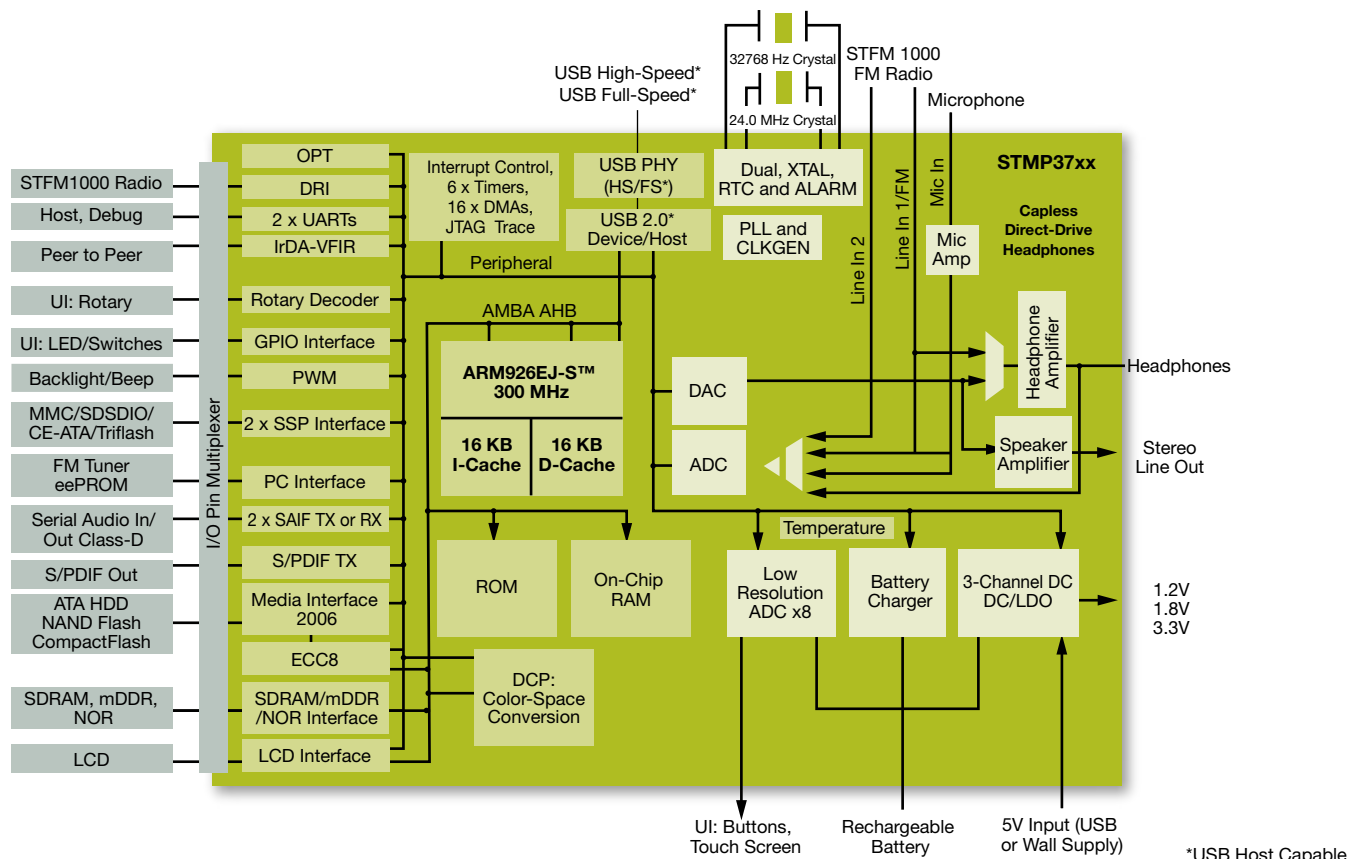 32768 Hz Crystal
24.0 MHz Crystal
USB High-Speed*
USB Full-Speed*
STFM 1000
FM Radio
Microphone
STMP37xx
Capless
Direct-Drive
Headphones
I/O Pin Multiplexer
STFM1000 Radio
Host, Debug
Peer to Peer
UI: Rotary
UI: LED/Switches
Backlight/Beep
MMC/SDSDIO/
CE-ATA/Triflash
FM Tuner
eePROM
Serial Audio In/
Out Class-D
S/PDIF Out
ATA HDD
NAND Flash
CompactFlash
SDRAM, mDDR,
NOR
LCD
OPT
DRI
2 x UARTs
IrDA-VFIR
Rotary Decoder
GPIO Interface
PWM
2 x SSP Interface
PC Interface
2 x SAIF TX or RX
S/PDIF TX
Media Interface
2006
ECC8
SDRAM/mDDR
/NOR Interface
LCD Interface
Interrupt Control,
6 x Timers,
16 x DMAs,
JTAG Trace
USB PHY
(HS/FS*)
USB 2.0*
Device/Host
Peripheral
AMBA AHB
ARM926EJ-S™
300 MHz
16 KB
I-Cache
16 KB
D-Cache
ROM
On-Chip
RAM
DCP:
Color-Space
Conversion
Dual, XTAL,
RTC and ALARM
PLL and
CLKGEN
Line In 2
Line In 1/FM
Mic In
Mic
Amp
DAC
ADC
Headphone
Amplifier
Speaker
Amplifier
Headphones
Stereo
Line Out
Temperature
Low
Resolution
ADC x8
Battery
Charger
3-Channel DC
DC/LDO
1.2V
1.8V
3.3V
UI: Buttons,
Touch Screen
Rechargeable
Battery
5V Input (USB
or Wall Supply)
*USB Host Capable